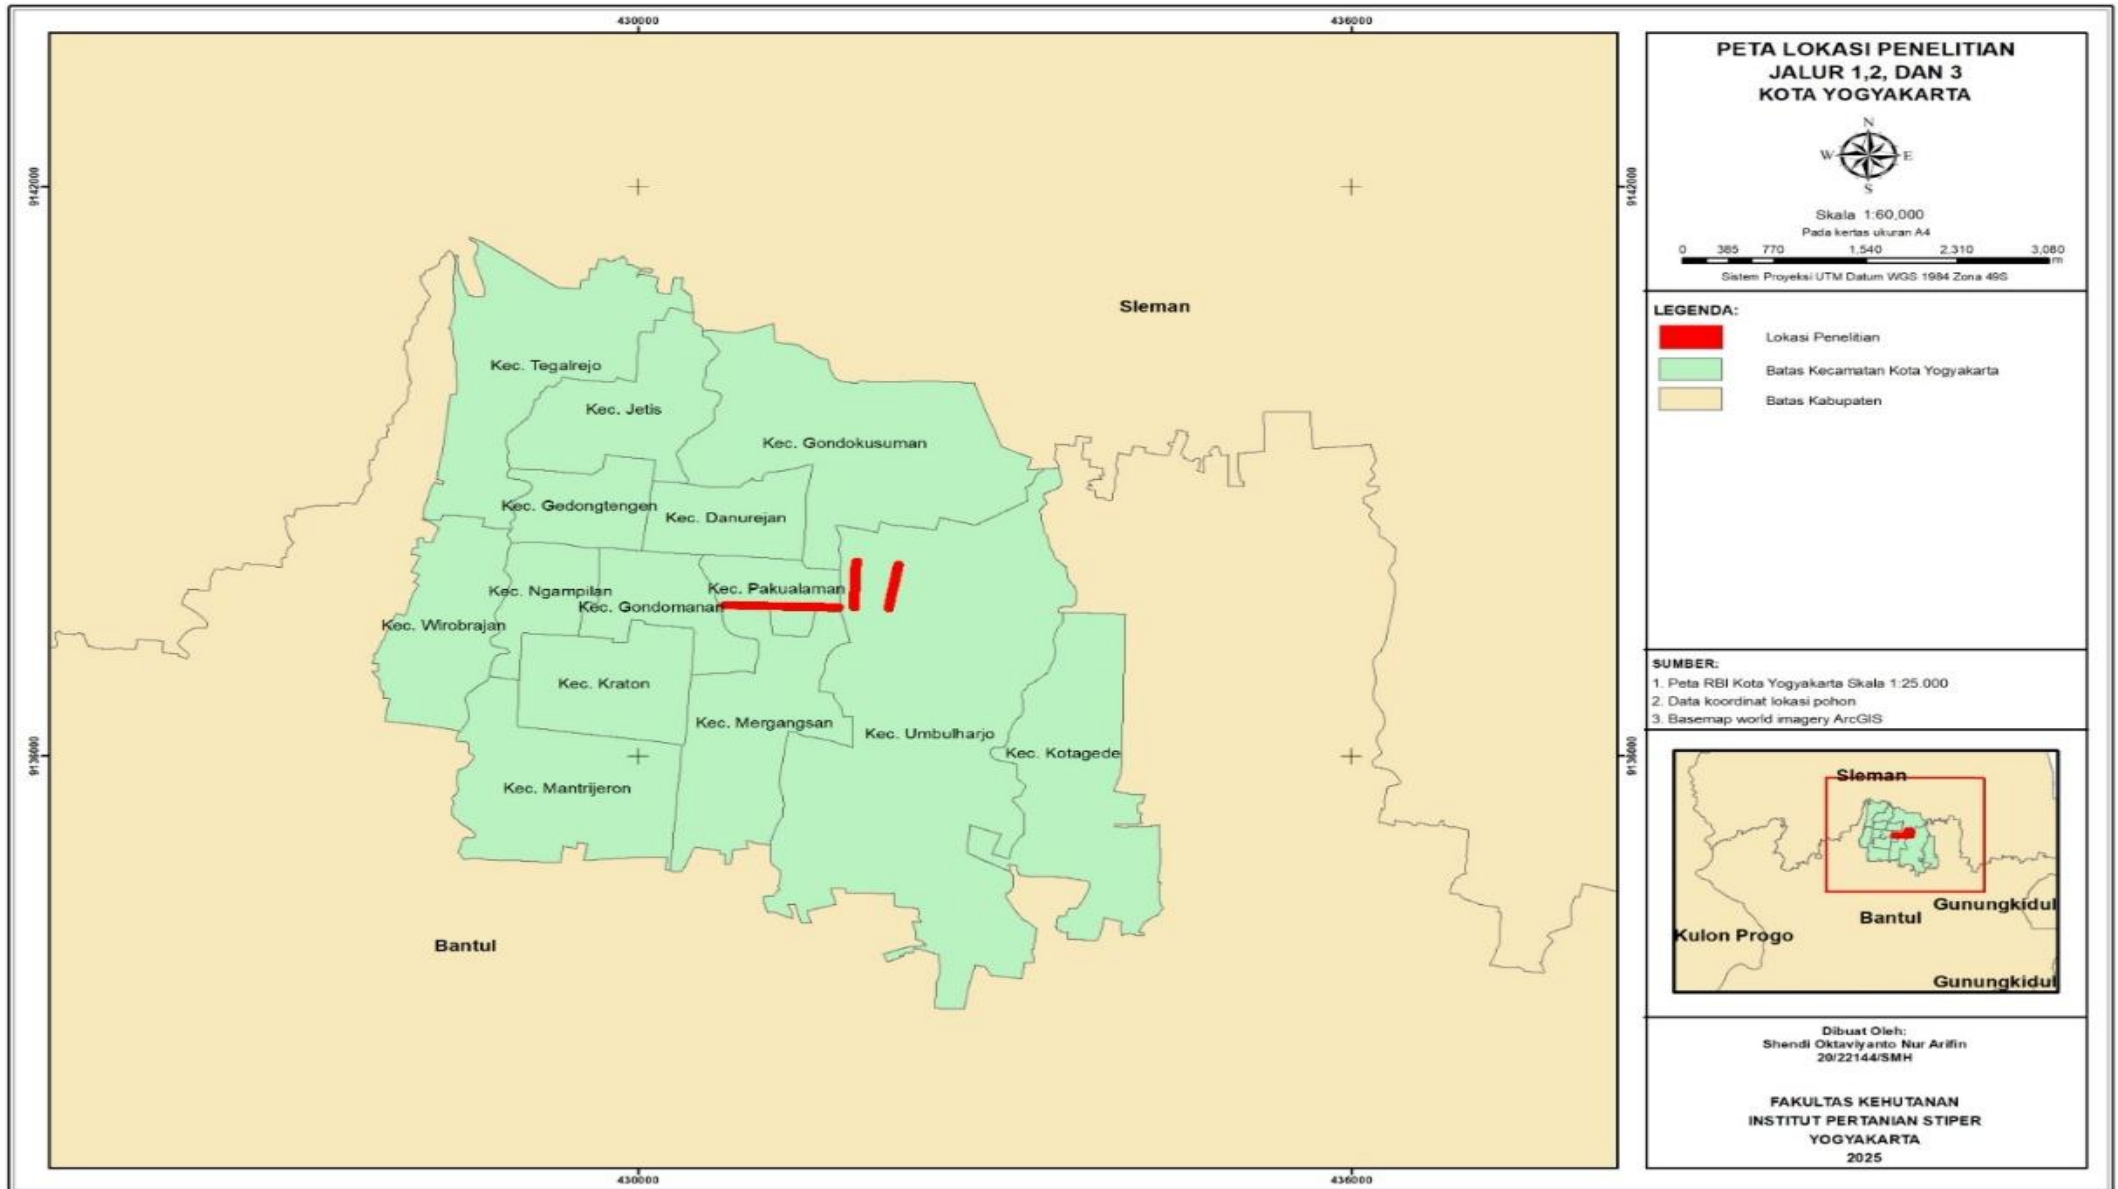 430000
436000
9142000
9142000
Sleman
Kec. Tegalrejo
Kec. Jetis
Kec. Gondokusuman
Kec. Gedongtengen
Kec. Danurejan
Kec. Ngampilan
Kec. Pakualaman
Kec. Gondomanan
Kec. Wirobrajan
Kec. Kraton
Kec. Mergangsan
Kec. Umbulharjo
Kec. Kotagede
Kec. Mantrijeron
Bantul
9136000
9136000
430000
436000
PETA LOKASI PENELITIAN
JALUR 1,2, DAN 3
KOTA YOGYAKARTA
N
W E
S
Skala 1:60,000
Pada kertas ukuran A4
0 385 770 1,540 2,310 3,080
m
Sistem Proyeksi UTM Datum WGS 1984 Zona 49S
LEGENDA:
Lokasi Penelitian
Batas Kecamatan Kota Yogyakarta
Batas Kabupaten
SUMBER:
1. Peta RBI Kota Yogyakarta Skala 1:25.000
2. Data koordinat lokasi pohon
3. Basemap world imagery ArcGIS
Sleman
Gunungkidul
Bantul
Kulon Progo
Gunungkidul
Dibuat Oleh:
Shendi Oktaviyanto Nur Arifin
20/22144/SMH
FAKULTAS KEHUTANAN
INSTITUT PERTANIAN STIPER
YOGYAKARTA
2025